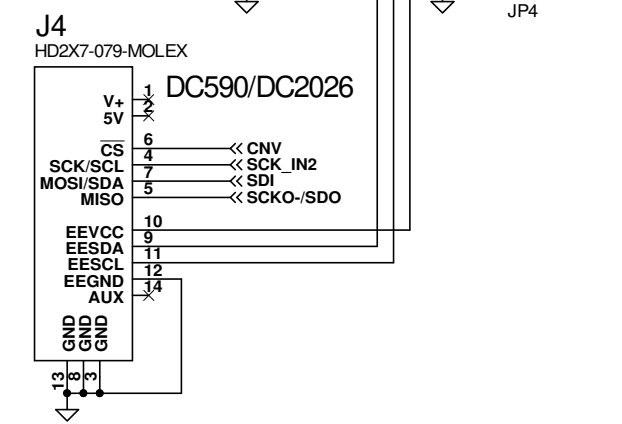 JP4
J4
HD2X7-079-MOLEX
DC590/DC2026
V+ 1
5V 2
CS 6 CNV
SCK/SCL 4 SCK_IN2
MOSI/SDA 7 SDI
MISO 5 SCKO-/SDO
EEVCC 10
EESDA 9
EESCL 11
EEGND 12
AUX 14
GND GND GND
13 8 3